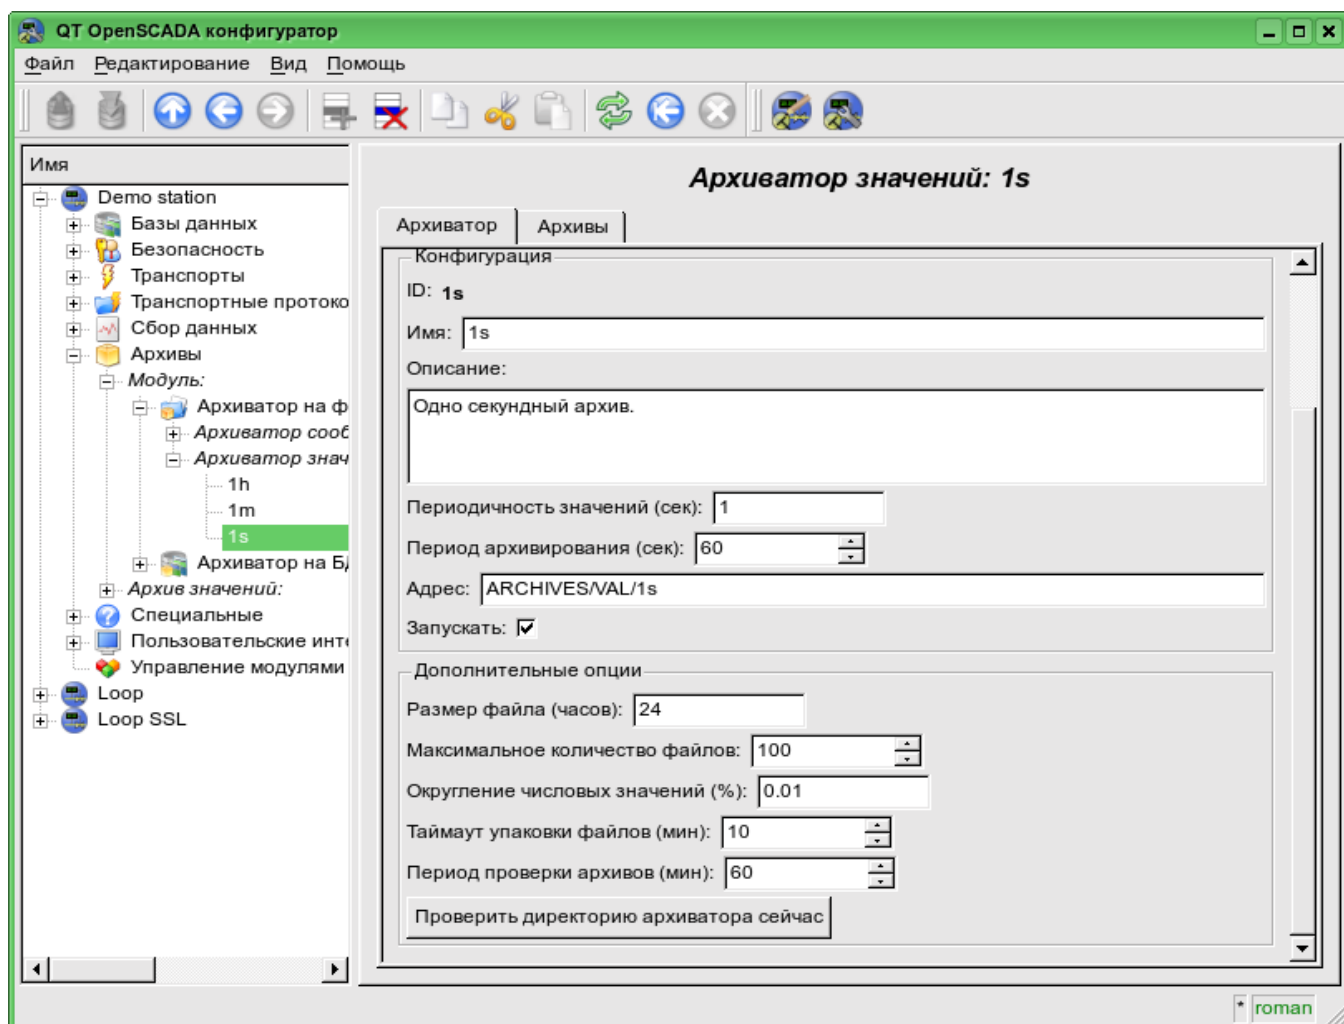 QT OpenSCADA конфигуратор
Файл Редактирование Вид Помощь
Имя
Demo station
Базы данных
Безопасность
Транспорты
Транспортные протоко
Сбор данных
Архивы
Модуль:
Архиватор на ф
Архиватор сооб
Архиватор знач
1h
1m
1s
Архиватор на БД
Архив значений:
Специальные
Пользовательские инте
Управление модулями
Loop
Loop SSL
Архиватор значений: 1s
Архиватор Архивы
Конфигурация
ID: 1s
Имя: 1s
Описание:
Одно секундный архив.
Периодичность значений (сек): 1
Период архивирования (сек): 60
Адрес: ARCHIVES/VAL/1s
Запускать:
Дополнительные опции
Размер файла (часов): 24
Максимальное количество файлов: 100
Округление числовых значений (%): 0.01
Таймаут упаковки файлов (мин): 10
Период проверки архивов (мин): 60
Проверить директорию архиватора сейчас
* roman